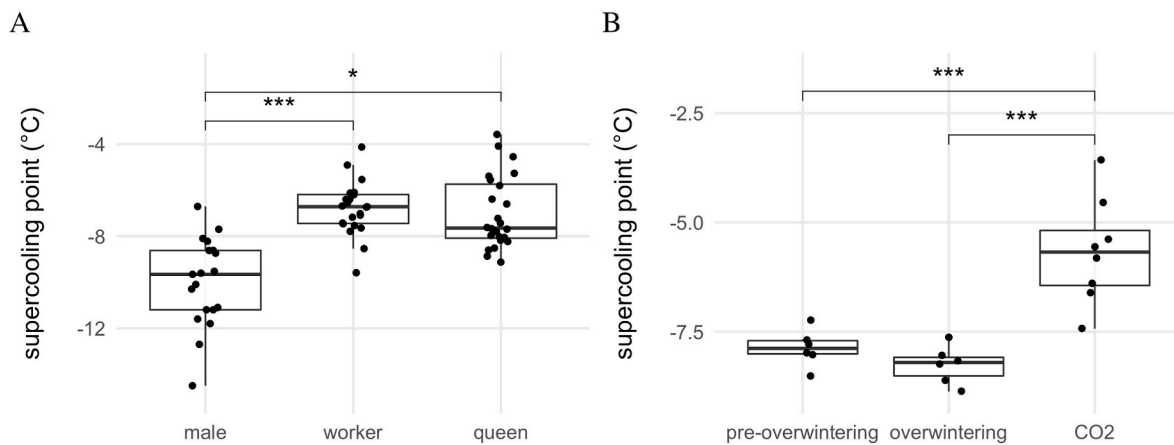 A
supercooling point (°C)
-4
-8
-12
*
***
male worker queen
B
supercooling point (°C)
-2.5
-5.0
-7.5
***
***
pre-overwintering overwintering CO2